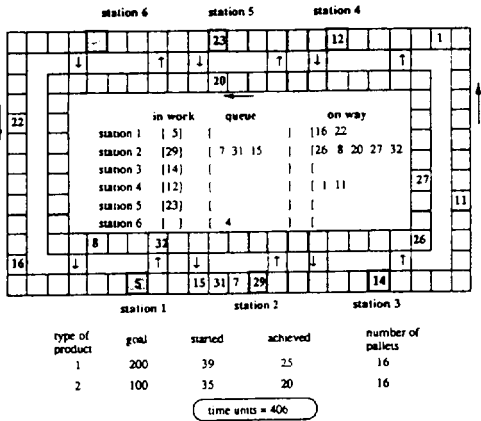 station 6 station 5 station 4
23 12 1
↓ ↑ ↓ ↑ ↓ ↑
20
←
22
in work queue on way
station 1 [ 5] [ ] [16 22
station 2 [29] [ 7 31 15 ] [26 8 20 27 32
station 3 [14] [ ] [
station 4 [12] [ ] [ 1 11
station 5 [23] [ ] [
station 6 [ ] [ 4 ] [
27
11
8 32 26
16 ↓ ↑ ↓ ↑ ↓ ↑
5 15 31 7 29 14
station 1 station 2 station 3
type of product goal started achieved number of pallets
1 200 39 25 16
2 100 35 20 16
time units = 406